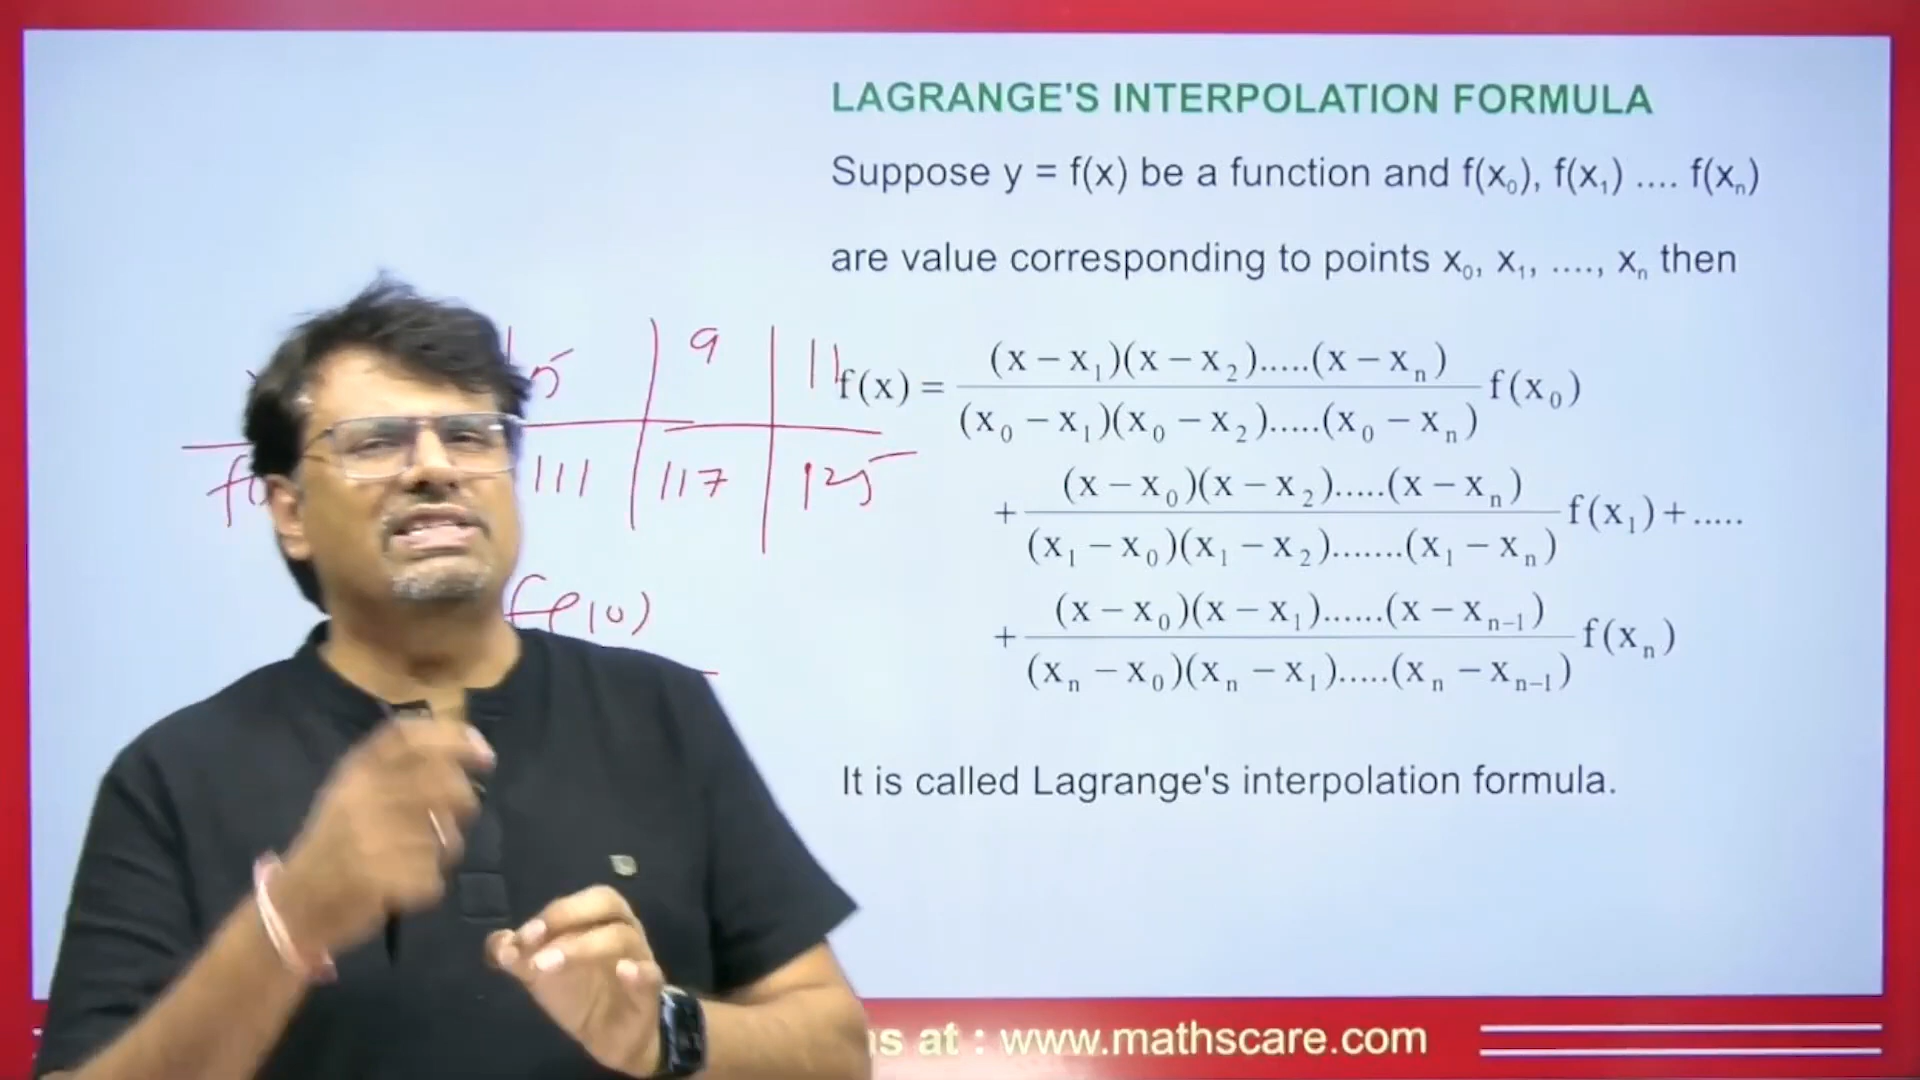 LAGRANGE'S INTERPOLATION FORMULA
Suppose y = f(x) be a function and f(x₀), f(x₁) .... f(xₙ)
are value corresponding to points x₀, x₁, ...., xₙ then
5 | 9 | 11
111 | 117 | 125
f(10)
f(x) = (x − x₁)(x − x₂).....(x − xₙ) / (x₀ − x₁)(x₀ − x₂).....(x₀ − xₙ) f(x₀)
+ (x − x₀)(x − x₂).....(x − xₙ) / (x₁ − x₀)(x₁ − x₂).......(x₁ − xₙ) f(x₁) + .....
+ (x − x₀)(x − x₁)......(x − xₙ₋₁) / (xₙ − x₀)(xₙ − x₁).....(xₙ − xₙ₋₁) f(xₙ)
It is called Lagrange's interpolation formula.
at : www.mathscare.com